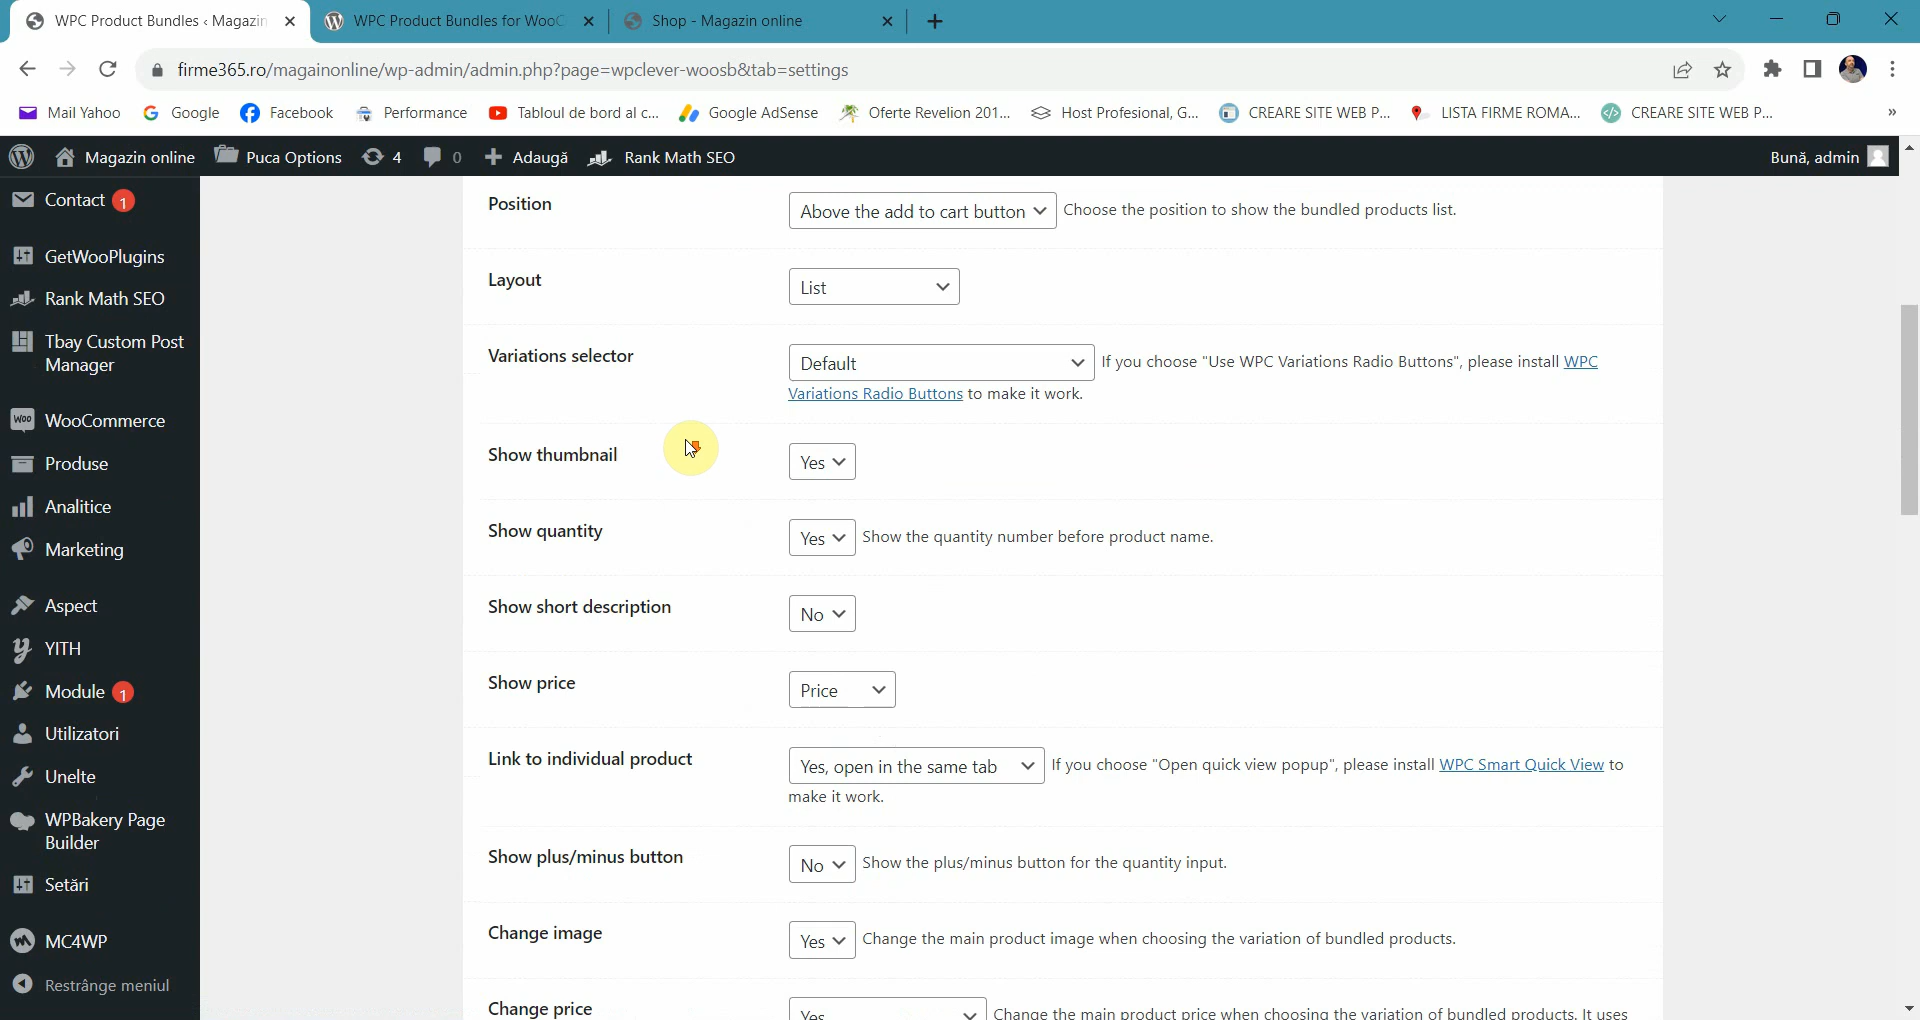 WPC Product Bundles ‹ Magazin
WPC Product Bundles for WooC
Shop - Magazin online
firme365.ro/magainonline/wp-admin/admin.php?page=wpclever-woosb&tab=settings
Mail Yahoo
Google
Facebook
Performance
Tabloul de bord al c...
Google AdSense
Oferte Revelion 201...
Host Profesional, G...
CREARE SITE WEB P...
LISTA FIRME ROMA...
CREARE SITE WEB P...
»
Magazin online
Puca Options
4
0
Adaugă
Rank Math SEO
Bună, admin
Contact 1
GetWooPlugins
Rank Math SEO
Tbay Custom Post
Manager
WooCommerce
Produse
Analitice
Marketing
Aspect
YITH
Module 1
Utilizatori
Unelte
WPBakery Page
Builder
Setări
MC4WP
Restrânge meniul
Position
Above the add to cart button
Choose the position to show the bundled products list.
Layout
List
Variations selector
Default
If you choose "Use WPC Variations Radio Buttons", please install WPC
Variations Radio Buttons to make it work.
Show thumbnail
Yes
Show quantity
Yes
Show the quantity number before product name.
Show short description
No
Show price
Price
Link to individual product
Yes, open in the same tab
If you choose "Open quick view popup", please install WPC Smart Quick View to
make it work.
Show plus/minus button
No
Show the plus/minus button for the quantity input.
Change image
Yes
Change the main product image when choosing the variation of bundled products.
Change price
Yes
Change the main product price when choosing the variation of bundled products. It uses